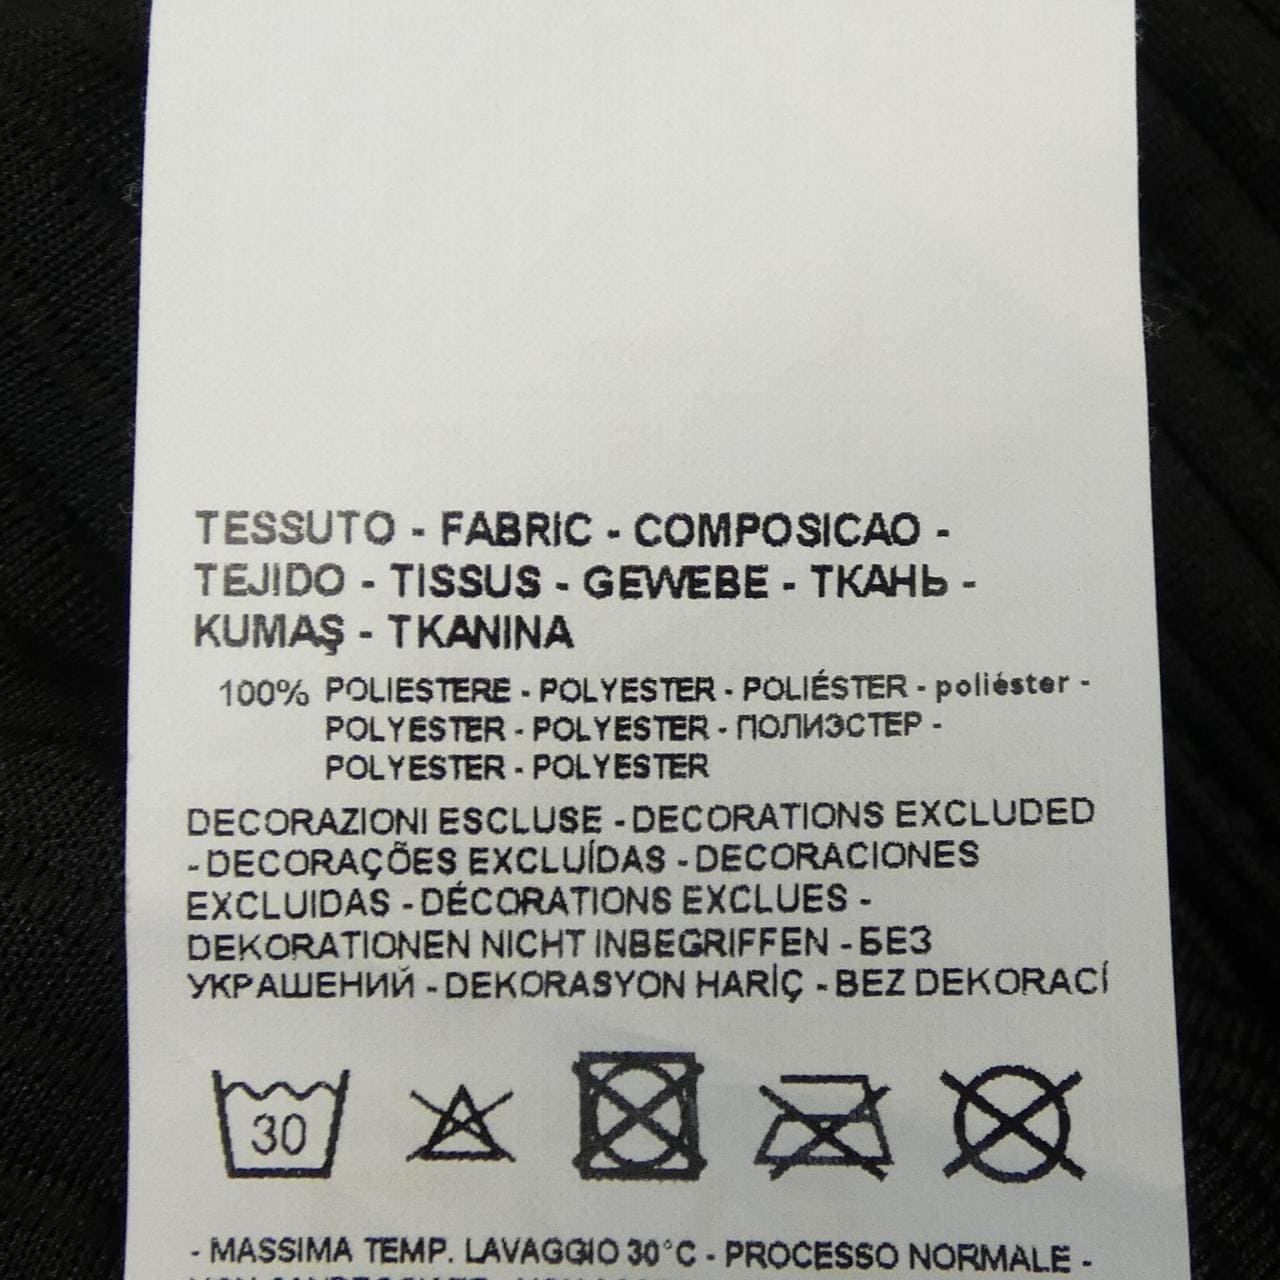 TESSUTO - FABRIC - COMPOSICAO -
TEJIDO - TISSUS - GEWEBE - ТКАНЬ -
KUMAŞ - TKANINA
100% POLIESTERE - POLYESTER - POLIÉSTER - poliéster -
POLYESTER - POLYESTER - ПОЛИЭСТЕР -
POLYESTER - POLYESTER
DECORAZIONI ESCLUSE - DECORATIONS EXCLUDED
- DECORAÇÕES EXCLUÍDAS - DECORACIONES
EXCLUIDAS - DÉCORATIONS EXCLUES -
DEKORATIONEN NICHT INBEGRIFFEN - БЕЗ
УКРАШЕНИЙ - DEKORASYON HARİÇ - BEZ DEKORACÍ
30
- MASSIMA TEMP. LAVAGGIO 30°C - PROCESSO NORMALE -